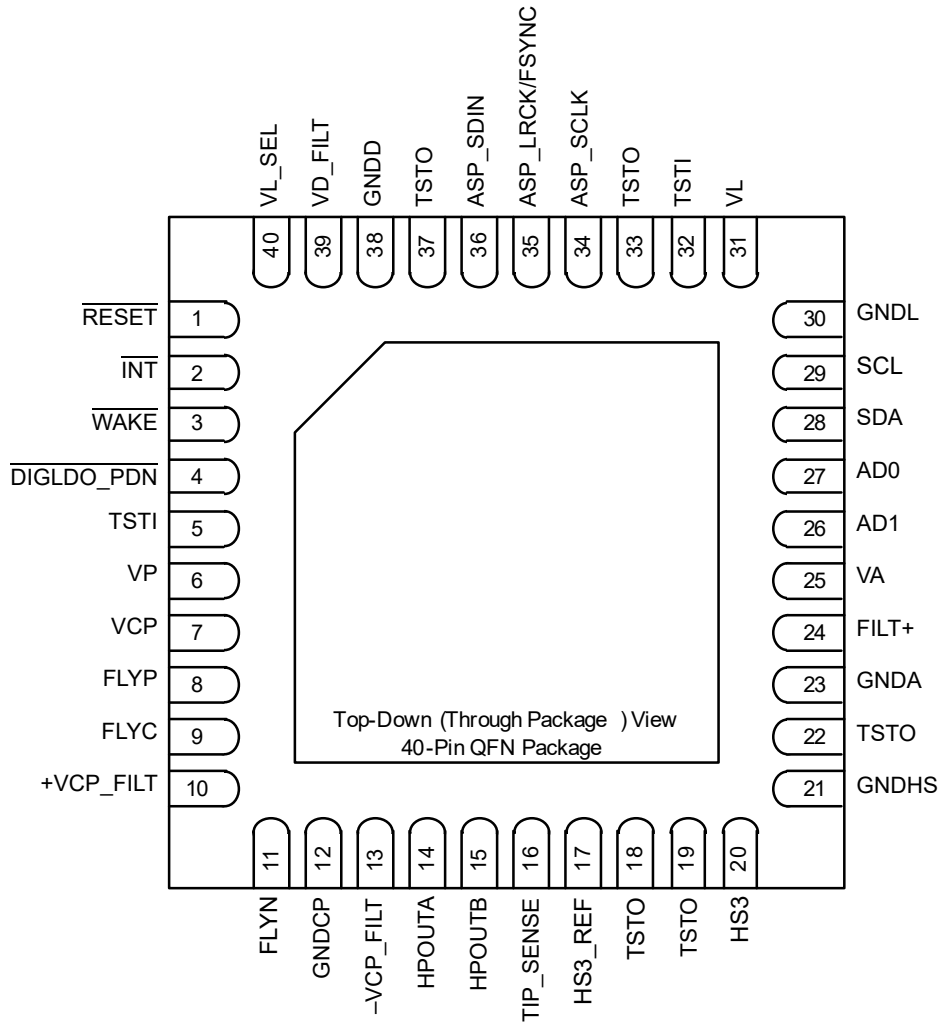 VL_SEL
VD_FILT
GNDD
TSTO
ASP_SDIN
ASP_LRCK/FSYNC
ASP_SCLK
TSTO
TSTI
VL
40
39
38
37
36
35
34
33
32
31
RESET 1
INT 2
WAKE 3
DIGLDO_PDN 4
TSTI 5
VP 6
VCP 7
FLYP 8
FLYC 9
+VCP_FILT 10
30 GNDL
29 SCL
28 SDA
27 AD0
26 AD1
25 VA
24 FILT+
23 GNDA
22 TSTO
21 GNDHS
Top-Down (Through Package ) View
40-Pin QFN Package
11
12
13
14
15
16
17
18
19
20
FLYN
GNDCP
–VCP_FILT
HPOUTA
HPOUTB
TIP_SENSE
HS3_REF
TSTO
TSTO
HS3